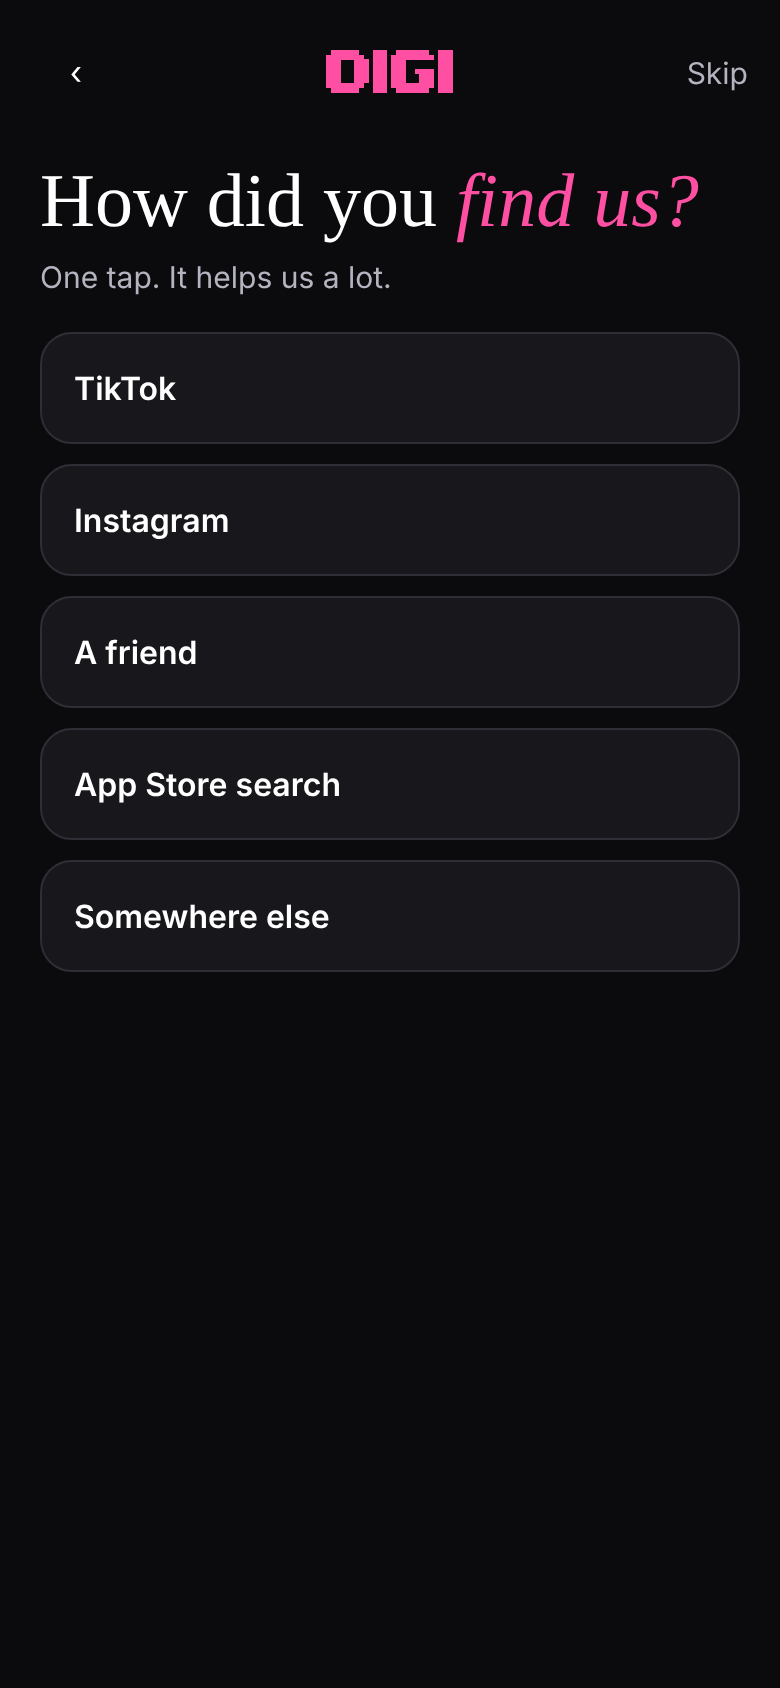 ‹
DIGI
Skip
How did you find us?
One tap. It helps us a lot.
TikTok
Instagram
A friend
App Store search
Somewhere else